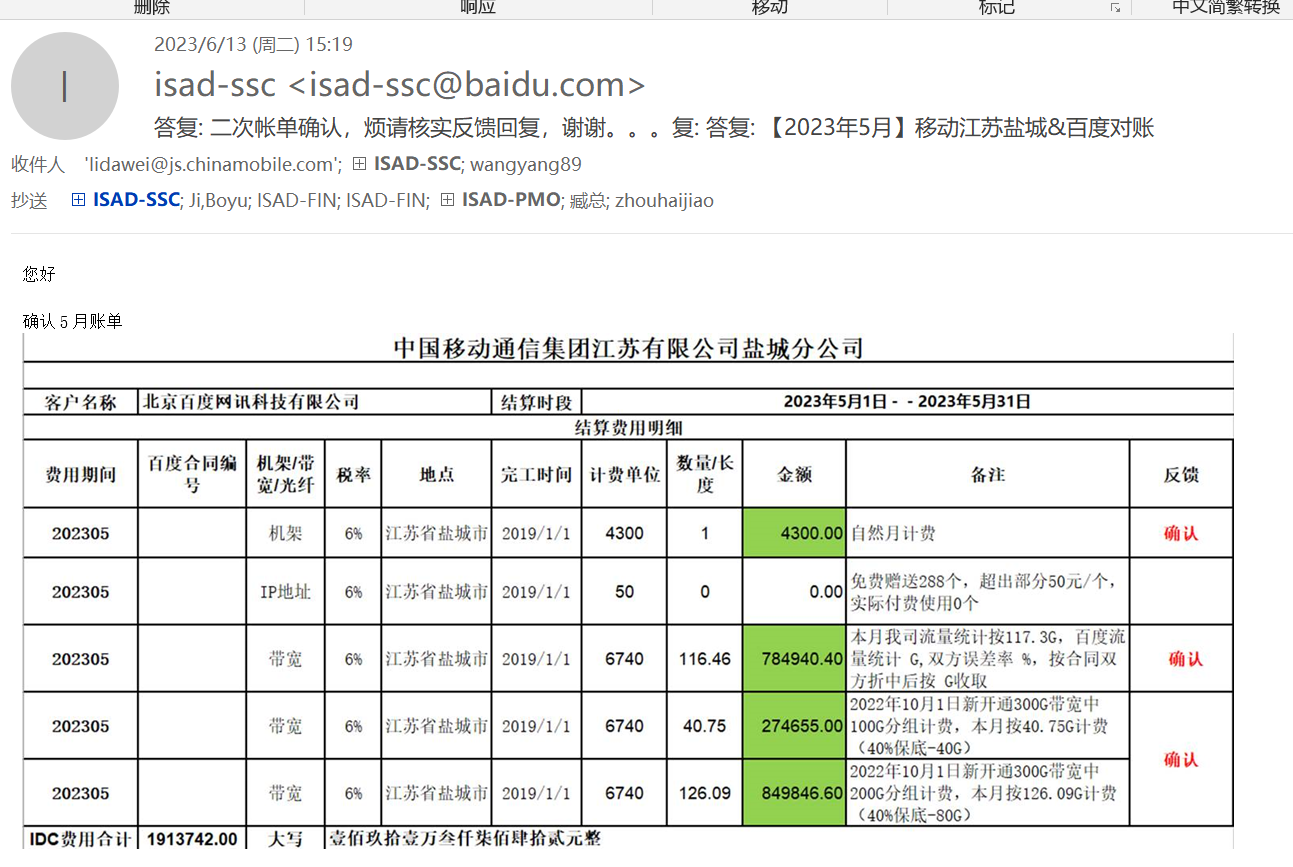 删除 响应 移动 标记 中文简繁转换
2023/6/13 (周二) 15:19
I
isad-ssc <isad-ssc@baidu.com>
答复: 二次帐单确认，烦请核实反馈回复，谢谢。。。复: 答复: 【2023年5月】移动江苏盐城&百度对账
收件人 'lidawei@js.chinamobile.com'; ISAD-SSC; wangyang89
抄送 ISAD-SSC; Ji,Boyu; ISAD-FIN; ISAD-FIN; ISAD-PMO; 臧总; zhouhaijiao
您好
确认 5 月账单
中国移动通信集团江苏有限公司盐城分公司
客户名称 北京百度网讯科技有限公司 结算时段 2023年5月1日 - - 2023年5月31日
结算费用明细
费用期间 百度合同编号 机架/带宽/光纤 税率 地点 完工时间 计费单位 数量/长度 金额 备注 反馈
202305 机架 6% 江苏省盐城市 2019/1/1 4300 1 4300.00 自然月计费 确认
202305 IP地址 6% 江苏省盐城市 2019/1/1 50 0 0.00 免费赠送288个，超出部分50元/个，
实际付费使用0个
202305 带宽 6% 江苏省盐城市 2019/1/1 6740 116.46 784940.40 本月我司流量统计按117.3G，百度流
量统计 G,双方误差率 %，按合同双
方折中后按 G收取
确认
202305 带宽 6% 江苏省盐城市 2019/1/1 6740 40.75 274655.00 2022年10月1日新开通300G带宽中
100G分组计费，本月按40.75G计费
（40%保底-40G）
确认
202305 带宽 6% 江苏省盐城市 2019/1/1 6740 126.09 849846.60 2022年10月1日新开通300G带宽中
200G分组计费，本月按126.09G计费
（40%保底-80G）
IDC费用合计 1913742.00 大写 壹佰玖拾壹万叁仟柒佰肆拾贰元整